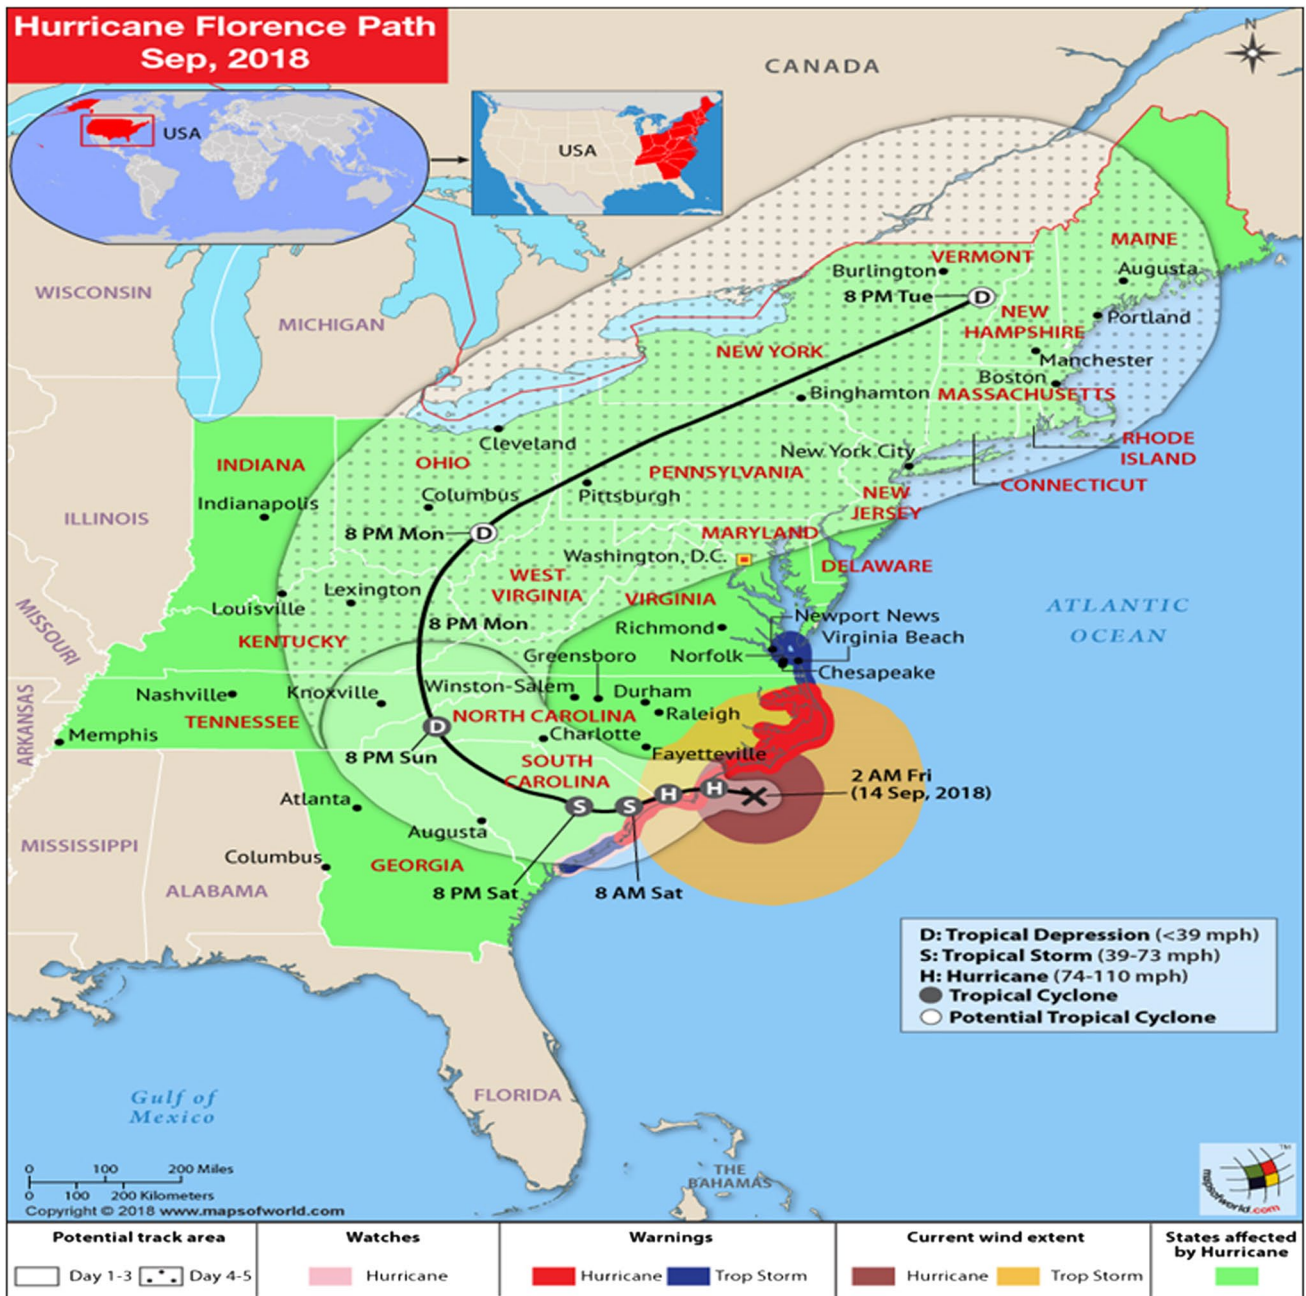 Hurricane Florence Path
Sep, 2018
N
CANADA
USA
USA
MAINE
VERMONT
Burlington
Augusta
8 PM Tue
D
NEW
HAMPSHIRE
Portland
WISCONSIN
MICHIGAN
NEW YORK
Manchester
Boston
Binghamton
MASSACHUSETTS
Cleveland
RHODE
ISLAND
New York City
INDIANA
OHIO
PENNSYLVANIA
CONNECTICUT
Columbus
Pittsburgh
NEW
JERSEY
Indianapolis
ILLINOIS
8 PM Mon
D
MARYLAND
Washington, D.C.
DELAWARE
WEST
VIRGINIA
Lexington
Louisville
VIRGINIA
ATLANTIC
OCEAN
MISSOURI
8 PM Mon
Richmond
Newport News
Virginia Beach
KENTUCKY
Greensboro
Norfolk
Chesapeake
Nashville
Knoxville
Winston-Salem
Durham
ARKANSAS
TENNESSEE
NORTH CAROLINA
Raleigh
Memphis
D
Charlotte
8 PM Sun
Fayetteville
SOUTH
CAROLINA
2 AM Fri
(14 Sep, 2018)
H
H
S
S
Atlanta
Augusta
MISSISSIPPI
Columbus
GEORGIA
ALABAMA
8 PM Sat
8 AM Sat
D: Tropical Depression (<39 mph)
S: Tropical Storm (39-73 mph)
H: Hurricane (74-110 mph)
Tropical Cyclone
Potential Tropical Cyclone
Gulf of
Mexico
FLORIDA
THE
BAHAMAS
0 100 200 Miles
0 100 200 Kilometers
Copyright © 2018 www.mapsofworld.com
TM
mapsofworld.com
Potential track area
Day 1-3
Day 4-5
Watches
Hurricane
Warnings
Hurricane
Trop Storm
Current wind extent
Hurricane
Trop Storm
States affected
by Hurricane